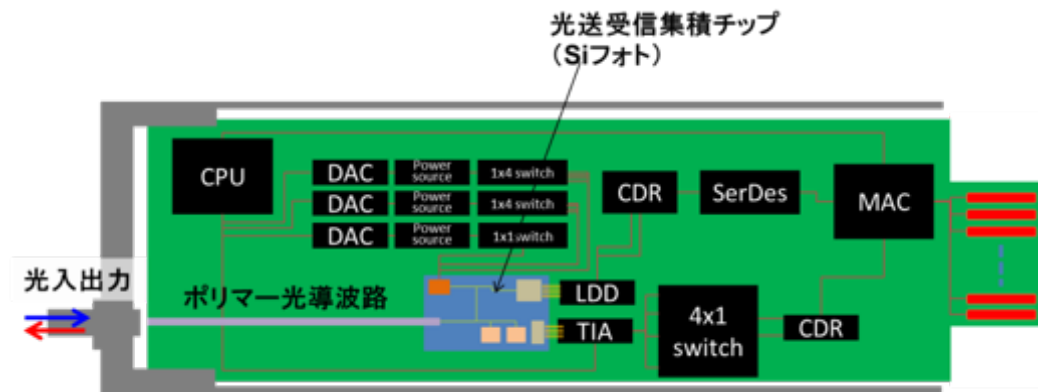 光送受信集積チップ
（Siフォト）
CPU
DAC
Power
source
1x4 switch
DAC
Power
source
1x4 switch
DAC
Power
source
1x1switch
CDR
SerDes
MAC
光入出力
ポリマー光導波路
LDD
TIA
4x1
switch
CDR